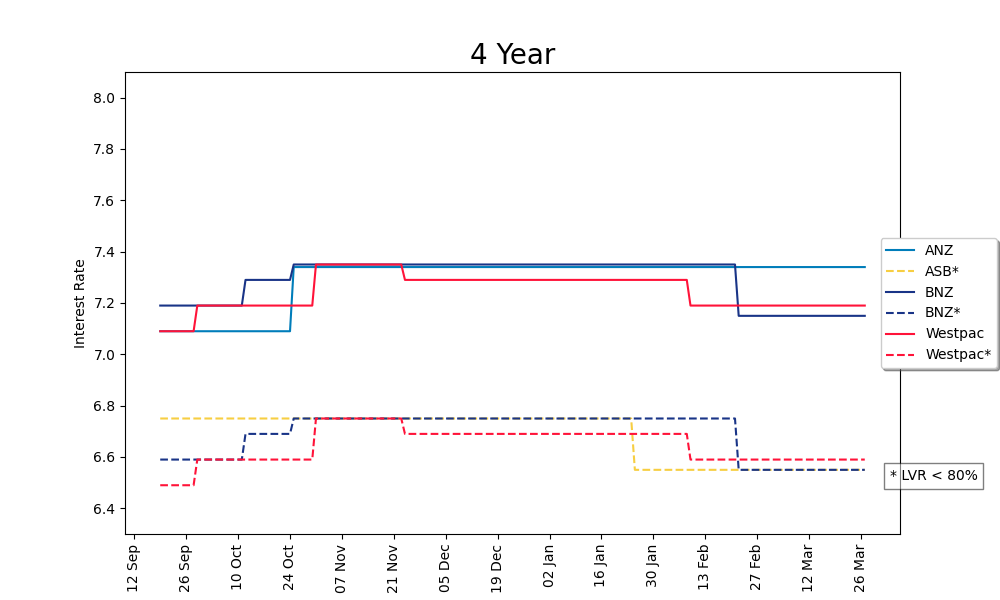 4 Year
Interest Rate
8.0
7.8
7.6
7.4
7.2
7.0
6.8
6.6
6.4
12 Sep
26 Sep
10 Oct
24 Oct
07 Nov
21 Nov
05 Dec
19 Dec
02 Jan
16 Jan
30 Jan
13 Feb
27 Feb
12 Mar
26 Mar
ANZ
ASB*
BNZ
BNZ*
Westpac
Westpac*
* LVR < 80%